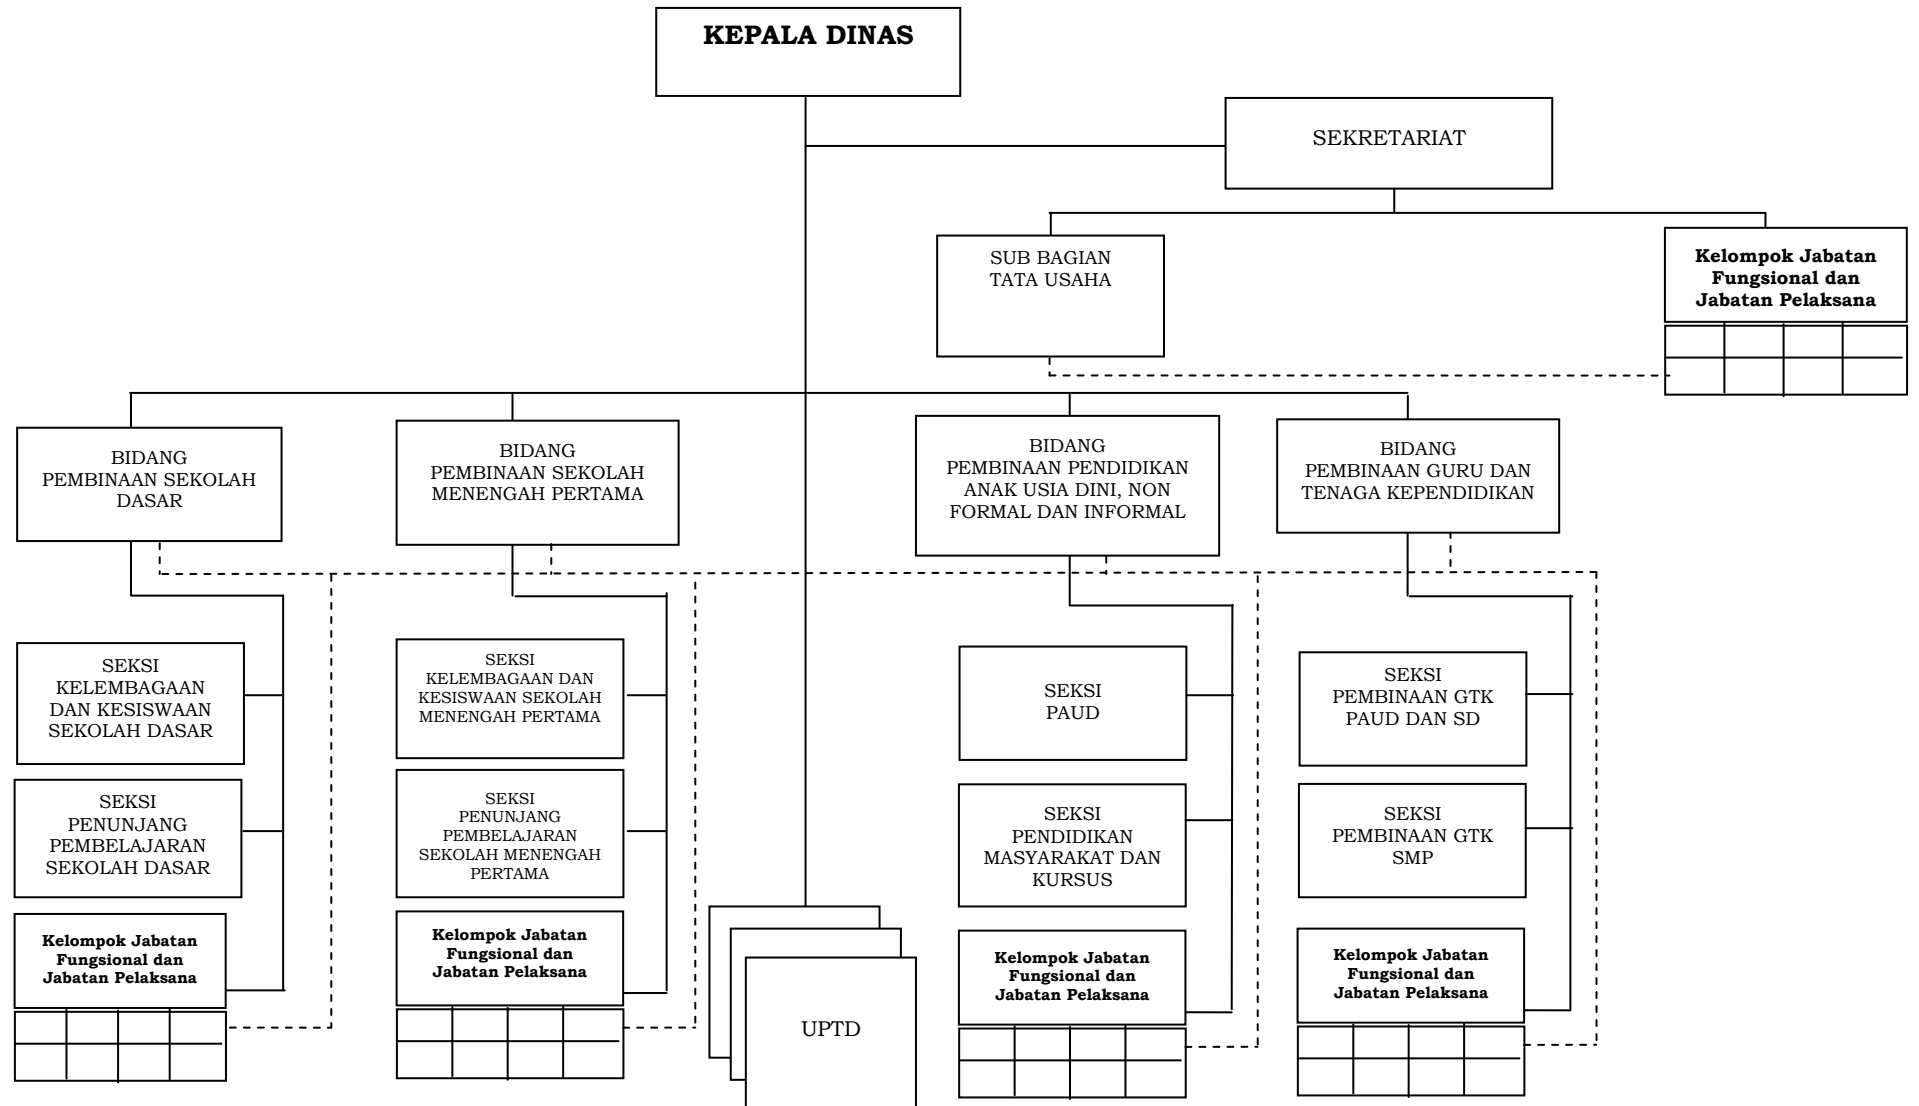 KEPALA DINAS
SEKRETARIAT
SUB BAGIAN
TATA USAHA
Kelompok Jabatan
Fungsional dan
Jabatan Pelaksana
BIDANG
PEMBINAAN SEKOLAH
DASAR
BIDANG
PEMBINAAN SEKOLAH
MENENGAH PERTAMA
BIDANG
PEMBINAAN PENDIDIKAN
ANAK USIA DINI, NON
FORMAL DAN INFORMAL
BIDANG
PEMBINAAN GURU DAN
TENAGA KEPENDIDIKAN
SEKSI
KELEMBAGAAN
DAN KESISWAAN
SEKOLAH DASAR
SEKSI
KELEMBAGAAN DAN
KESISWAAN SEKOLAH
MENENGAH PERTAMA
SEKSI
PAUD
SEKSI
PEMBINAAN GTK
PAUD DAN SD
SEKSI
PENUNJANG
PEMBELAJARAN
SEKOLAH DASAR
SEKSI
PENUNJANG
PEMBELAJARAN
SEKOLAH MENENGAH
PERTAMA
SEKSI
PENDIDIKAN
MASYARAKAT DAN
KURSUS
SEKSI
PEMBINAAN GTK
SMP
Kelompok Jabatan
Fungsional dan
Jabatan Pelaksana
Kelompok Jabatan
Fungsional dan
Jabatan Pelaksana
UPTD
Kelompok Jabatan
Fungsional dan
Jabatan Pelaksana
Kelompok Jabatan
Fungsional dan
Jabatan Pelaksana